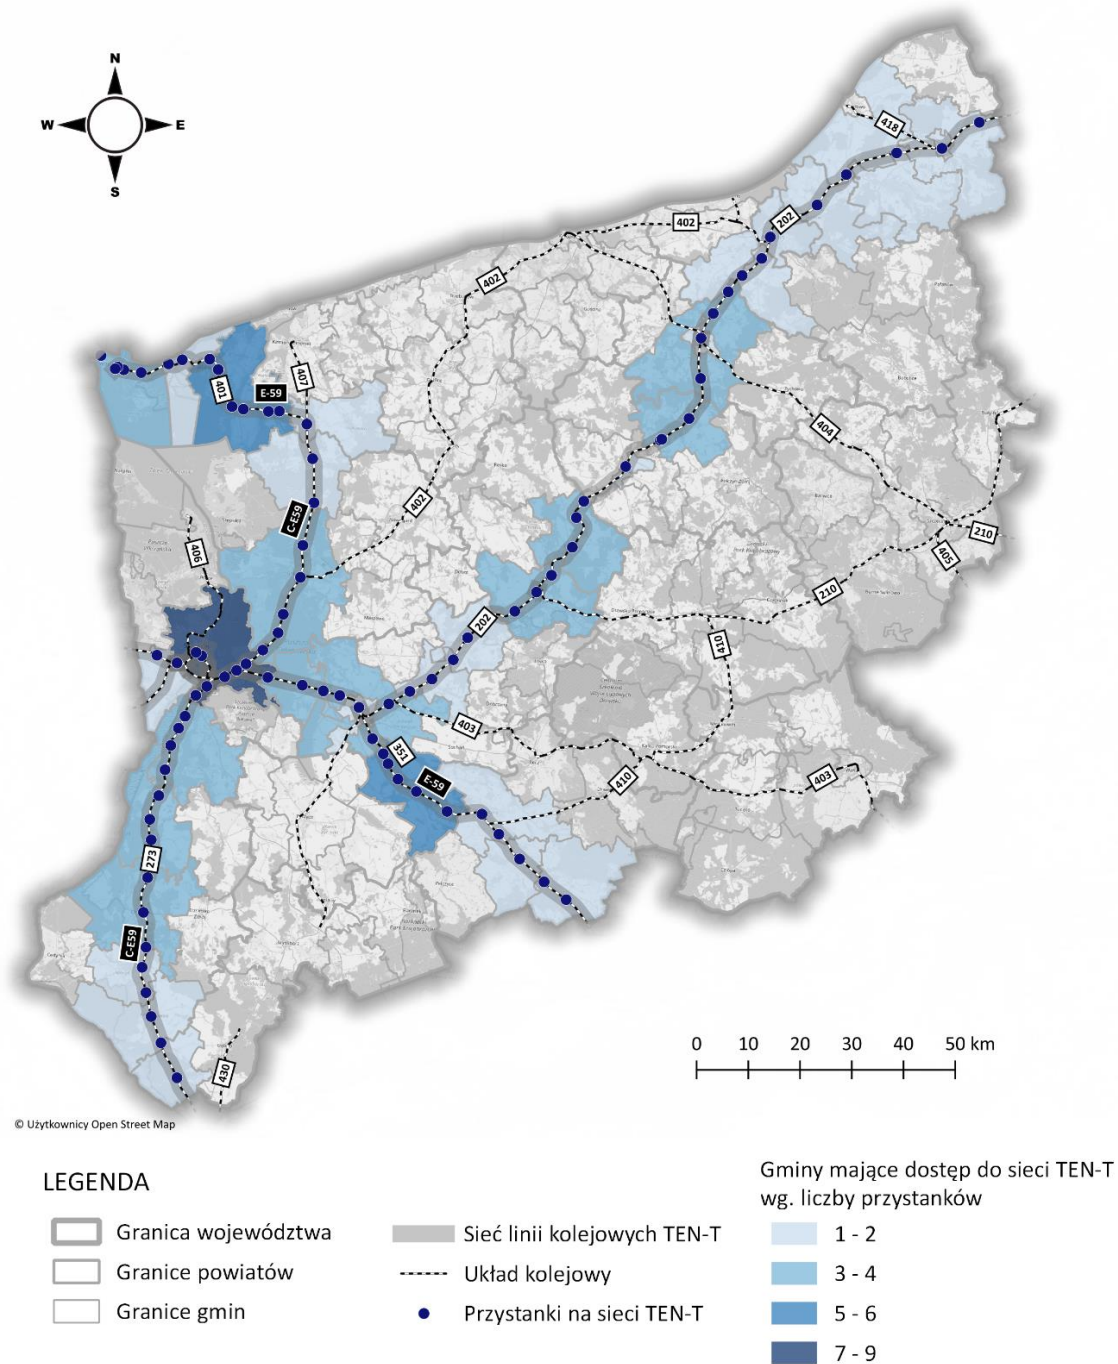 N
W E
S
418
402
202
402
401
E-59
407
404
C-E59
402
406
210
405
210
202
410
403
351
E-59
410
403
273
C-E59
430
0 10 20 30 40 50 km
© Użytkownicy Open Street Map
LEGENDA
Granica województwa
Granice powiatów
Granice gmin
Sieć linii kolejowych TEN-T
Układ kolejowy
Przystanki na sieci TEN-T
Gminy mające dostęp do sieci TEN-T
wg. liczby przystanków
1 - 2
3 - 4
5 - 6
7 - 9